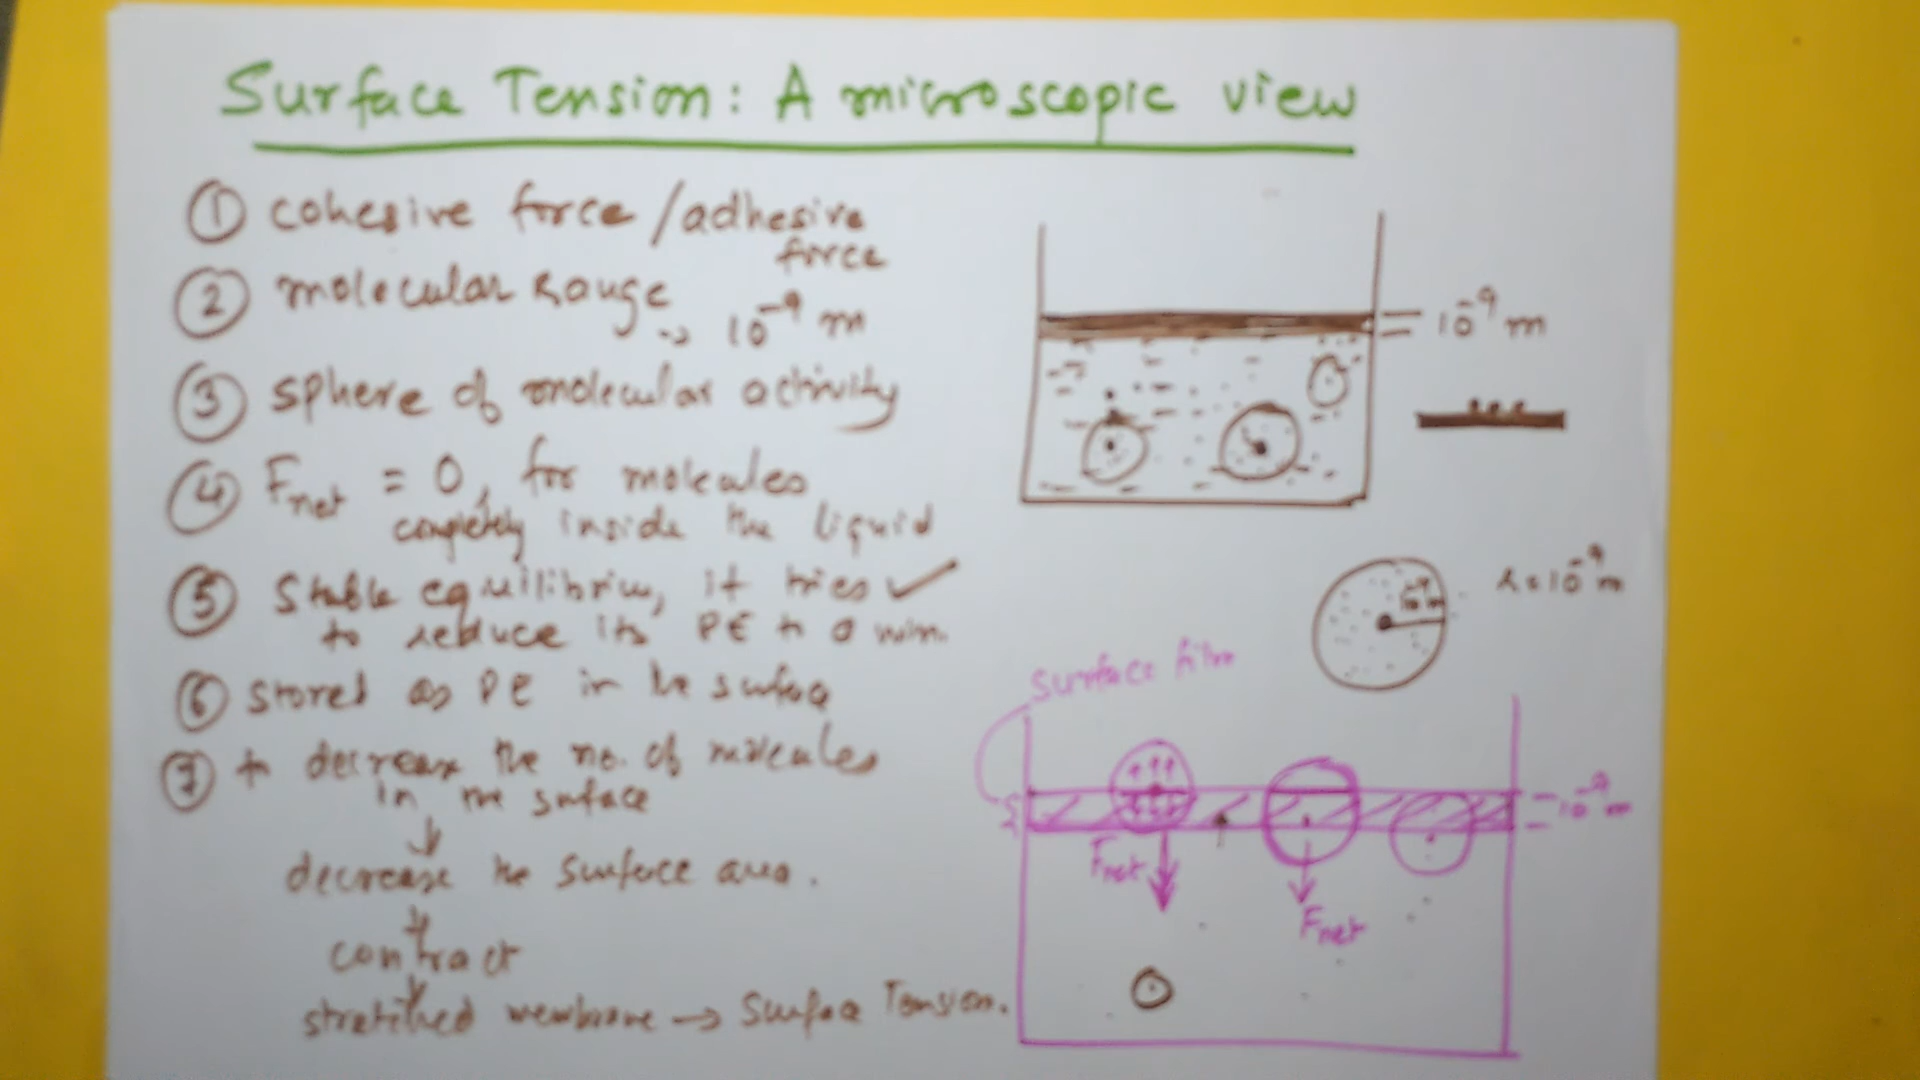 Surface Tension: A microscopic view
① cohesive force / adhesive
force
② molecular Range
→ 10⁻⁹ m
③ sphere of molecular activity
④ Fnet = 0, for molecules
completely inside the liquid
⑤ Stable equilibrium, it tries ✓
to reduce its PE to a min.
⑥ stored as PE in the surface
⑦ to decrease the no. of molecules
in the surface
↓
decrease the surface area.
↓
contract
↓
stretched membrane → Surface Tension.
10⁻⁹ m
r = 10⁻⁹ m
10⁻⁹ m
Surface film
10⁻⁹ m
Fnet
Fnet